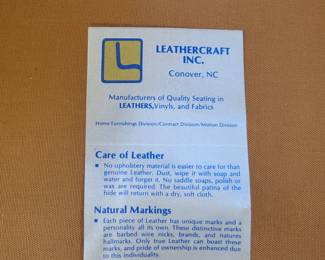 LEATHERCRAFT
INC.
Conover, NC
Manufacturers of Quality Seating in
LEATHERS,Vinyls, and Fabrics
Home Furnishings Division/Contract Division/Motion Division
Care of Leather
• No upholstery material is easier to care for than
genuine Leather. Dust, wipe it with soap and
water and forget it. No saddle soaps, polish or
wax are required. The beautiful patina of the
hide will return with a dry, soft cloth.
Natural Markings
• Each piece of Leather has unique marks and a
personality all its own. These distinctive marks
are barbed wire nicks, brands, and natures
hallmarks. Only true Leather can boast these
marks, and pride of ownership is enhanced due
to this individuality.